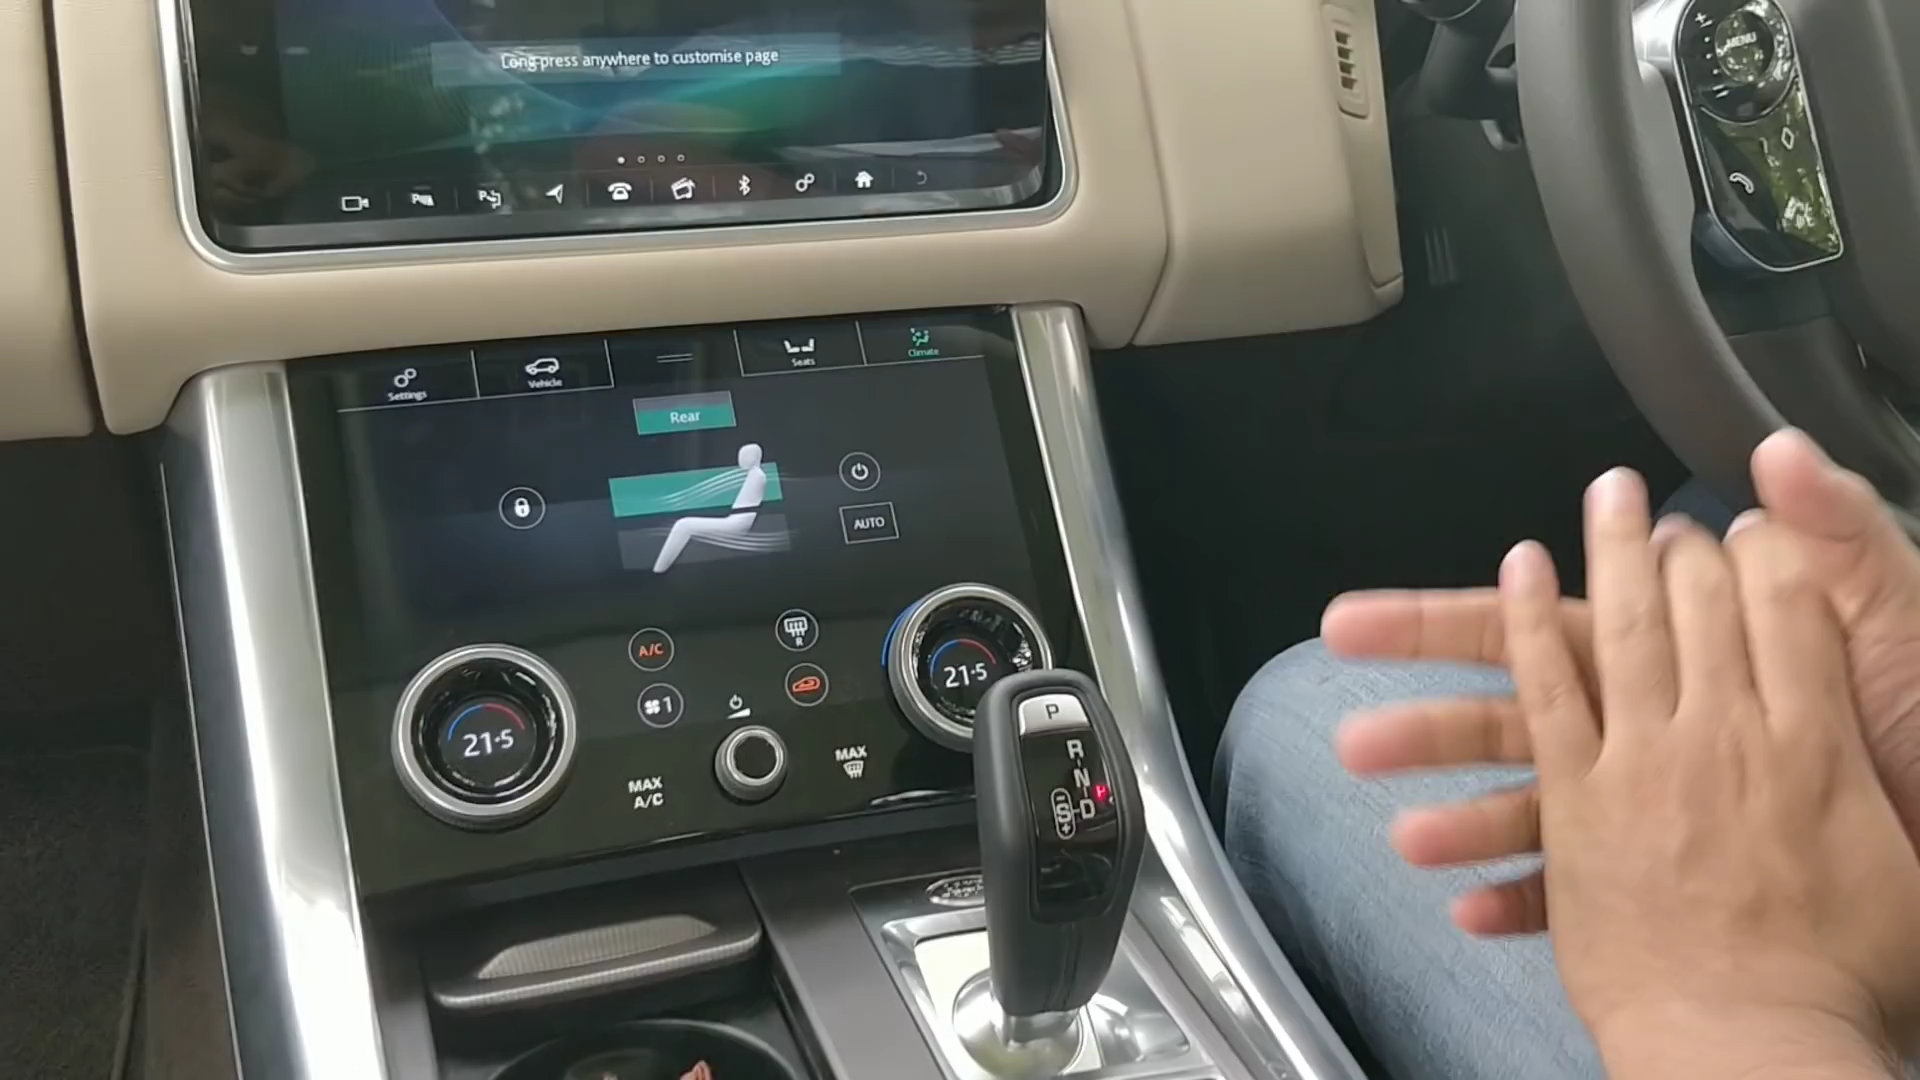 Long press anywhere to customise page
MENU
Settings
Vehicle
Seats
Climate
Rear
AUTO
A/C
R
1
21·5
21·5
MAX
A/C
MAX
P
R
N
D
S